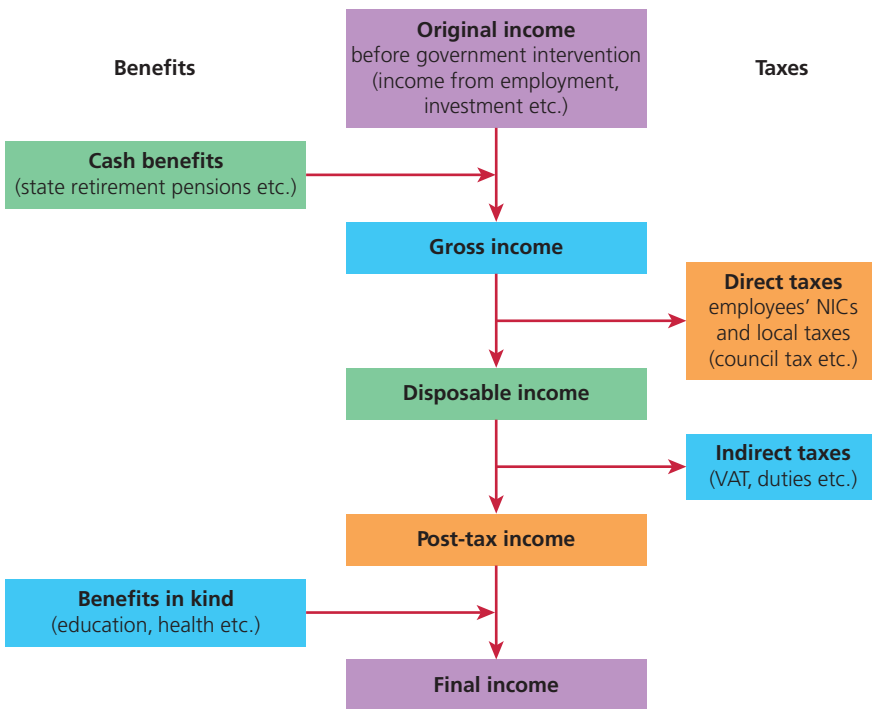 Benefits
Original income
before government intervention
(income from employment,
investment etc.)
Taxes
Cash benefits
(state retirement pensions etc.)
Gross income
Direct taxes
employees’ NICs
and local taxes
(council tax etc.)
Disposable income
Indirect taxes
(VAT, duties etc.)
Post-tax income
Benefits in kind
(education, health etc.)
Final income